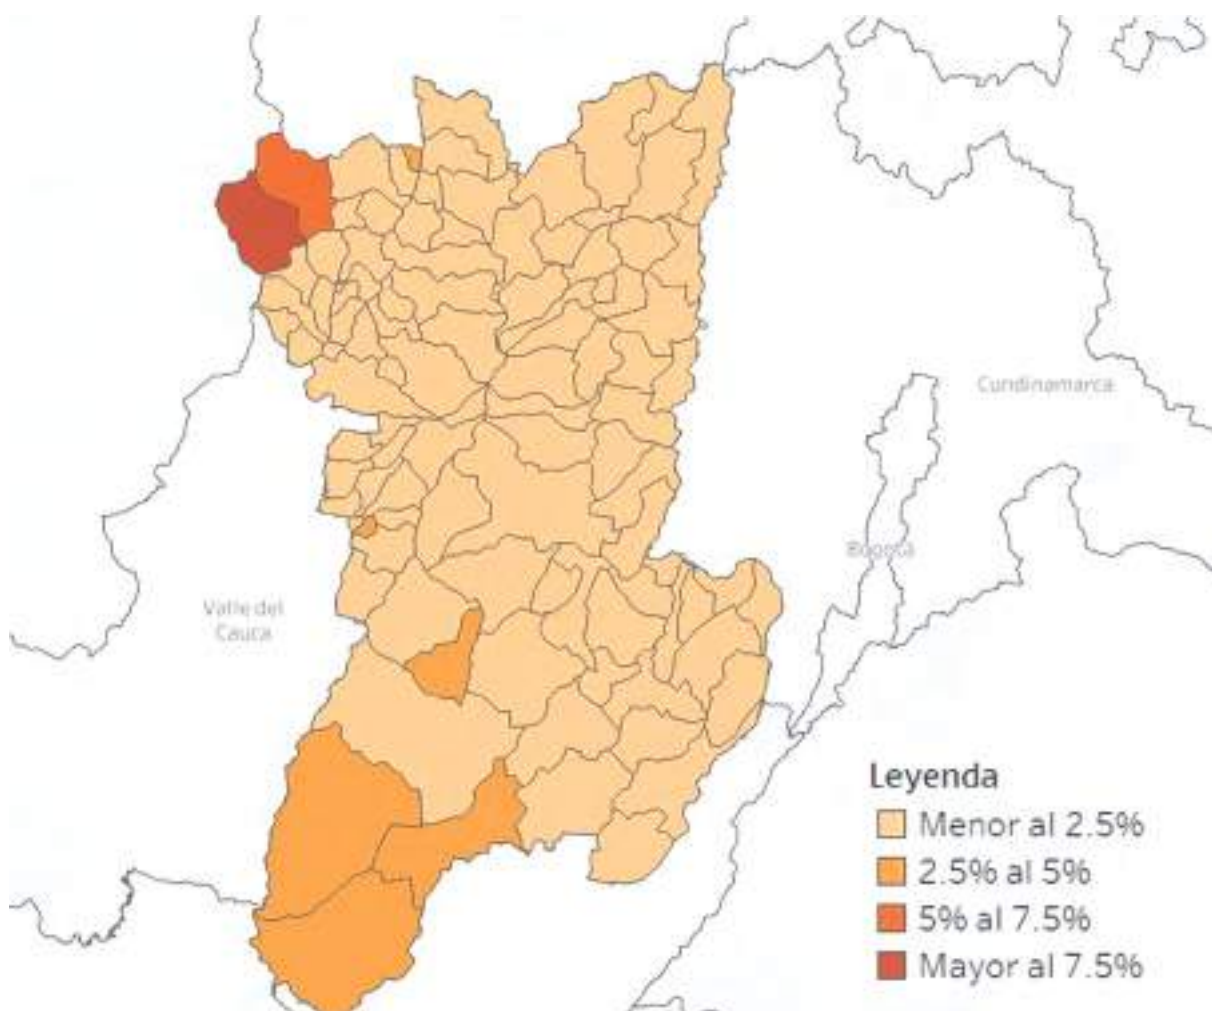 Cundinamarca
Bogotá
Valle del
Cauca
Leyenda
Menor al 2.5%
2.5% al 5%
5% al 7.5%
Mayor al 7.5%